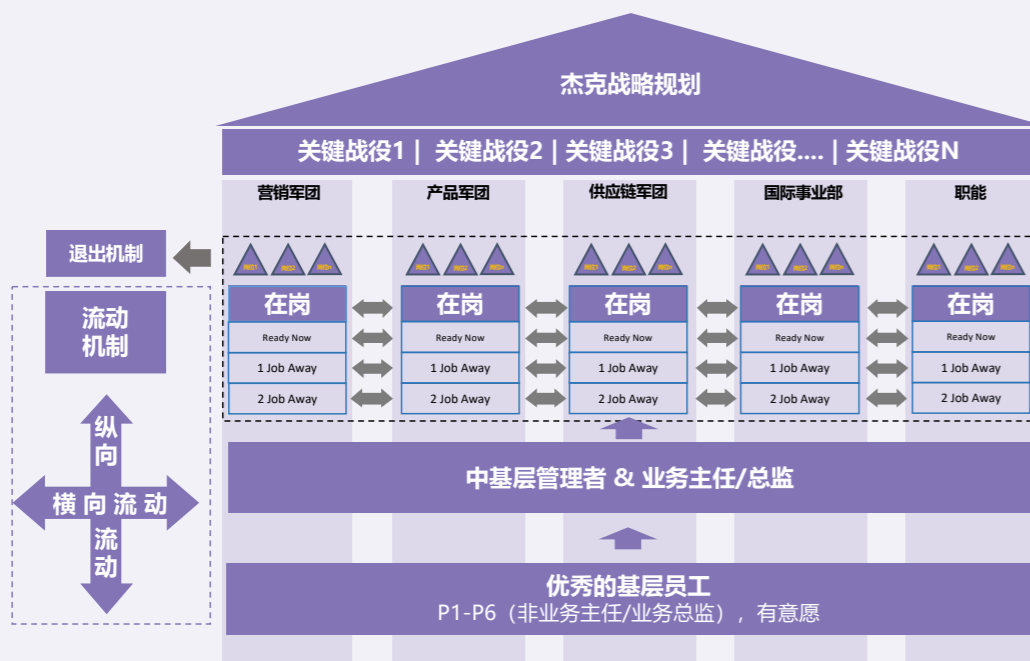 杰克战略规划
关键战役1 | 关键战役2 | 关键战役3 | 关键战役.... | 关键战役N
营销军团 产品军团 供应链军团 国际事业部 职能
退出机制
流动
机制
在岗 在岗 在岗 在岗 在岗
Ready Now Ready Now Ready Now Ready Now Ready Now
1 Job Away 1 Job Away 1 Job Away 1 Job Away 1 Job Away
2 Job Away 2 Job Away 2 Job Away 2 Job Away 2 Job Away
纵向
横向流动
流动
中基层管理者 & 业务主任/总监
优秀的基层员工
P1-P6（非业务主任/业务总监），有意愿